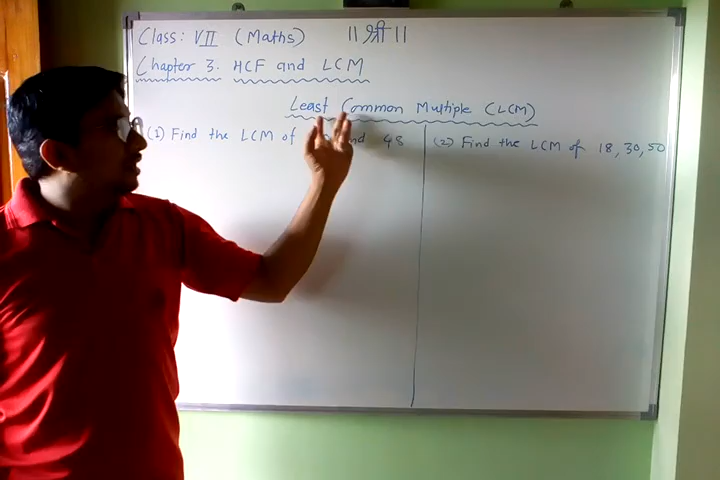 Class: VII (Maths) || श्री ||
Chapter 3. HCF and LCM
Least Common Multiple (LCM)
(1) Find the LCM of and 48
(2) Find the LCM of 18, 30, 50